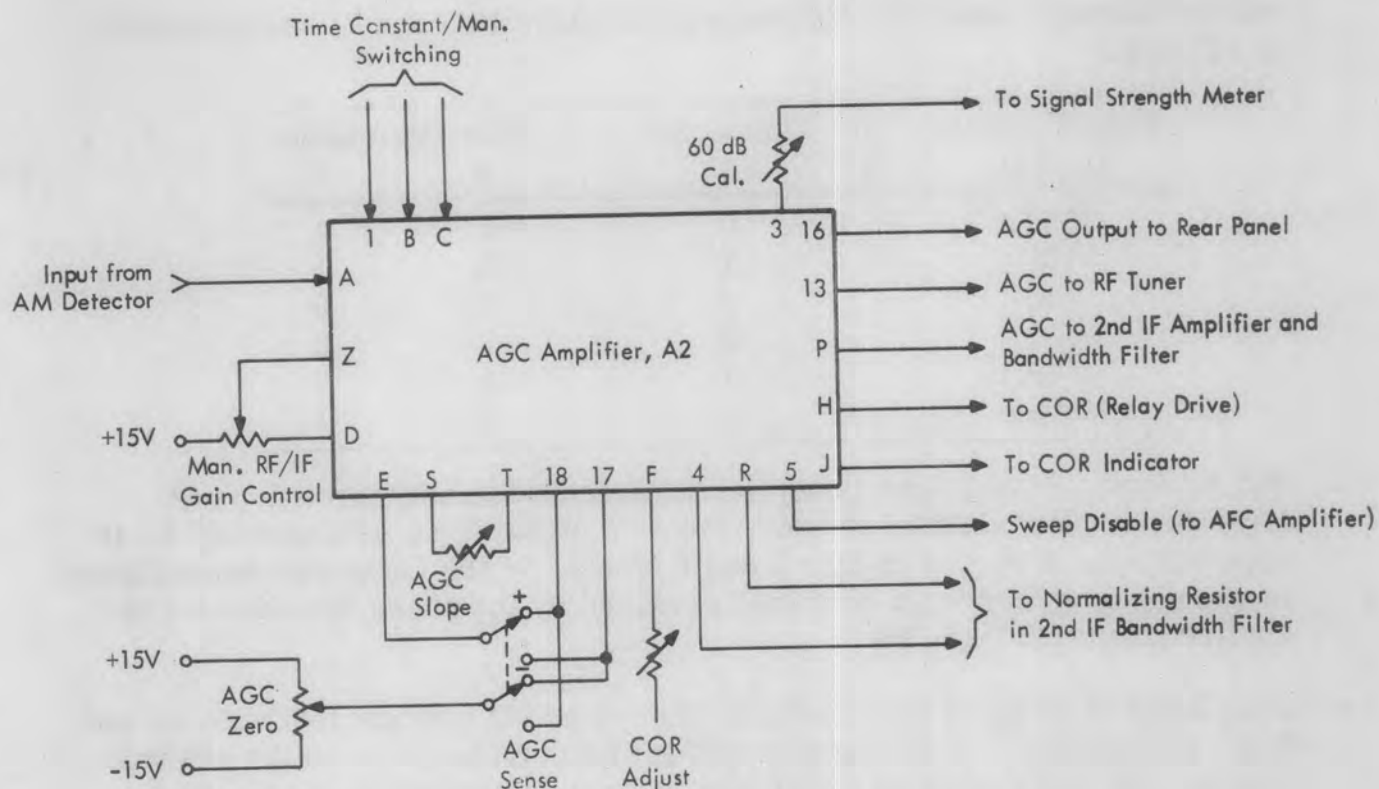 Time Constant/Man.
Switching
To Signal Strength Meter
60 dB
Cal.
1 B C
3 16
AGC Output to Rear Panel
Input from
AM Detector
A
13
AGC to RF Tuner
Z
AGC Amplifier, A2
P
AGC to 2nd IF Amplifier and
Bandwidth Filter
H
To COR (Relay Drive)
+15V
D
Man. RF/IF
Gain Control
J
To COR Indicator
E S T 18 17 F 4 R 5
Sweep Disable (to AFC Amplifier)
AGC
Slope
+
-
To Normalizing Resistor
in 2nd IF Bandwidth Filter
+15V
AGC
Zero
-15V
AGC
Sense
COR
Adjust